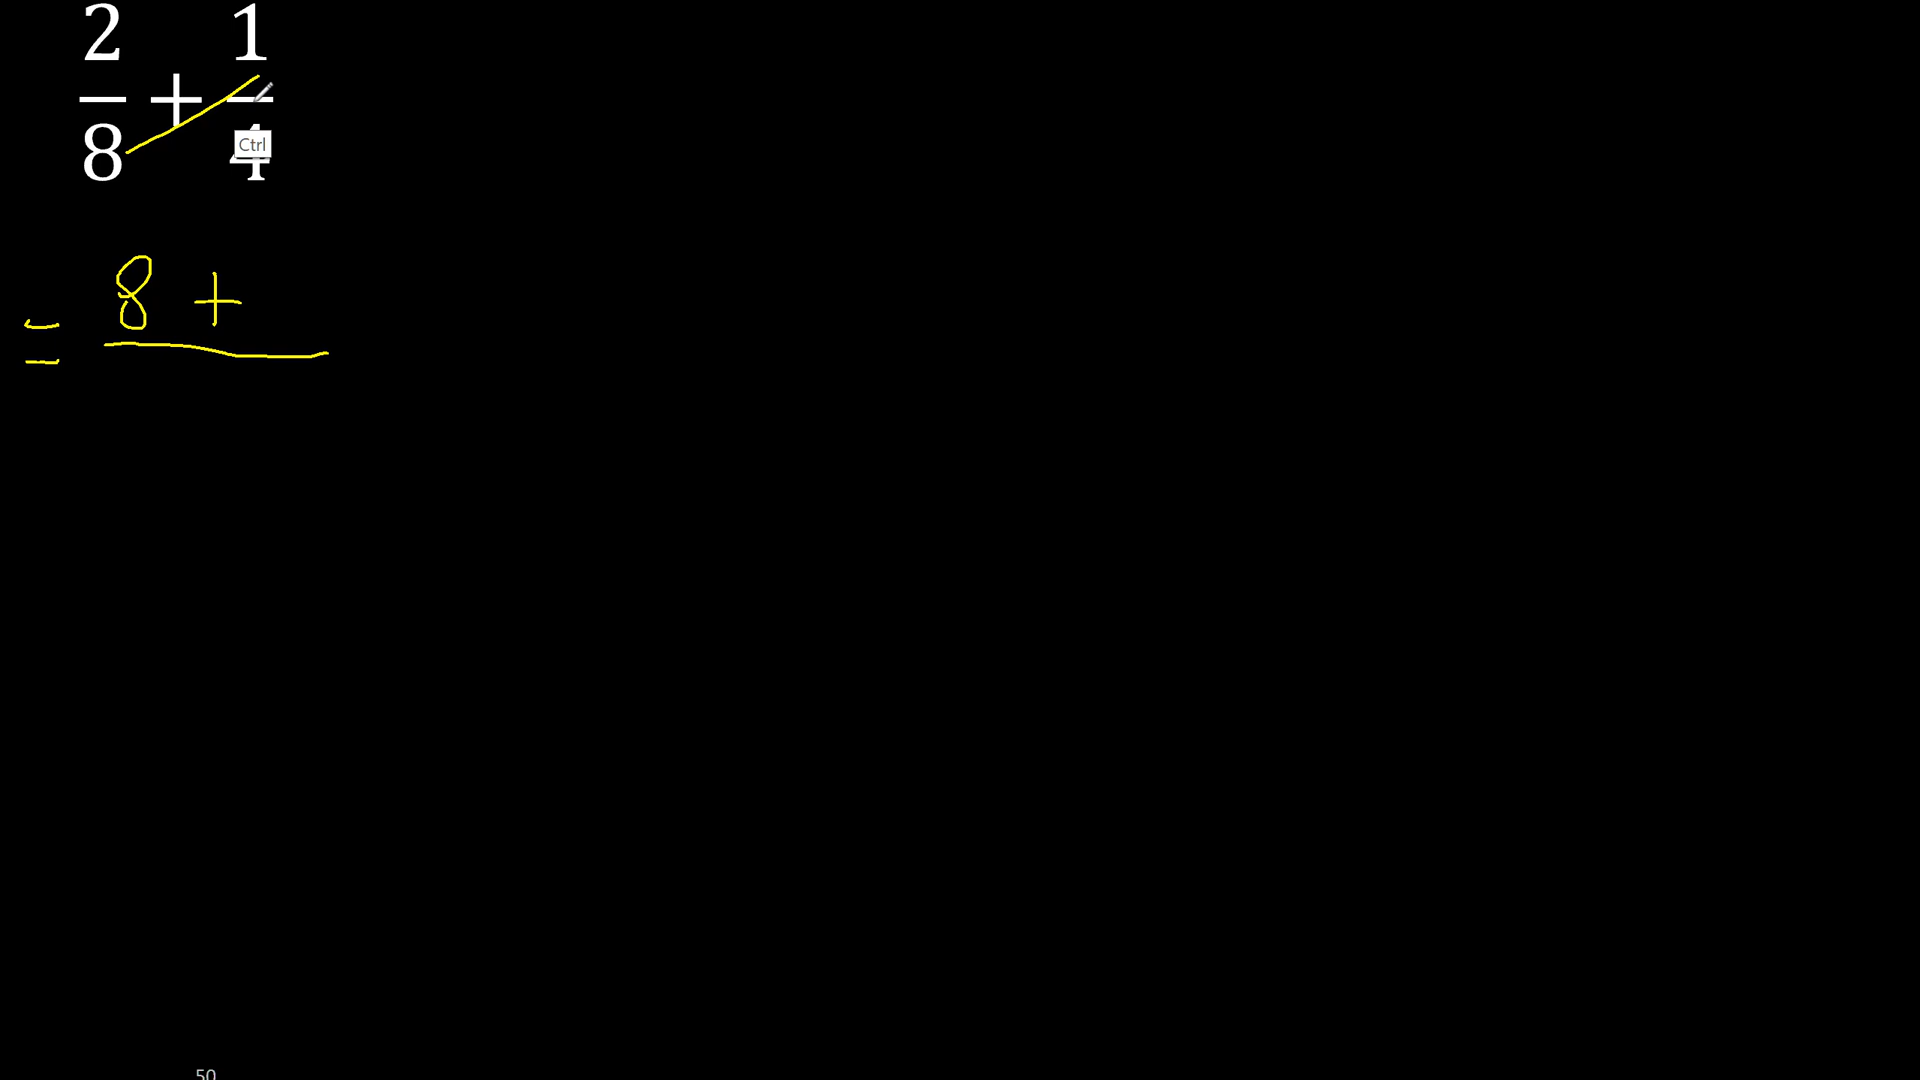 2/8 + 1/4
Ctrl
= 8 +
50